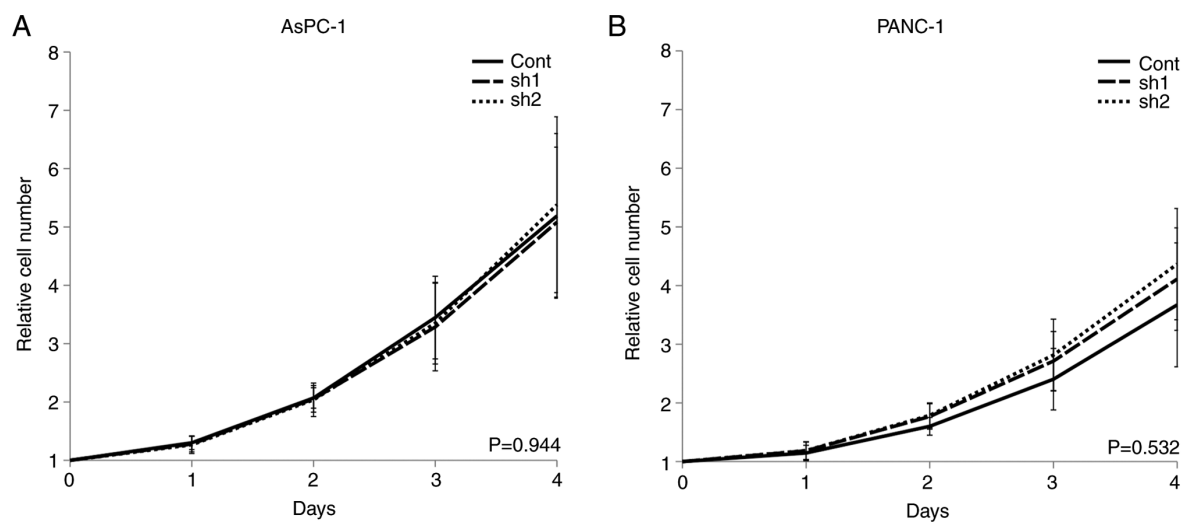 A
AsPC-1
8
7
6
5
4
3
2
1
Relative cell number
Cont
sh1
sh2
P=0.944
0 1 2 3 4
Days
B
PANC-1
8
7
6
5
4
3
2
1
Relative cell number
Cont
sh1
sh2
P=0.532
0 1 2 3 4
Days